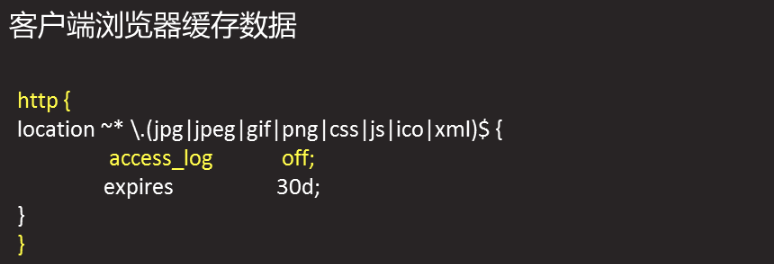 客户端浏览器缓存数据
http {
location ~* \.(jpg|jpeg|gif|png|css|js|ico|xml)$ {
access_log off;
expires 30d;
}
}